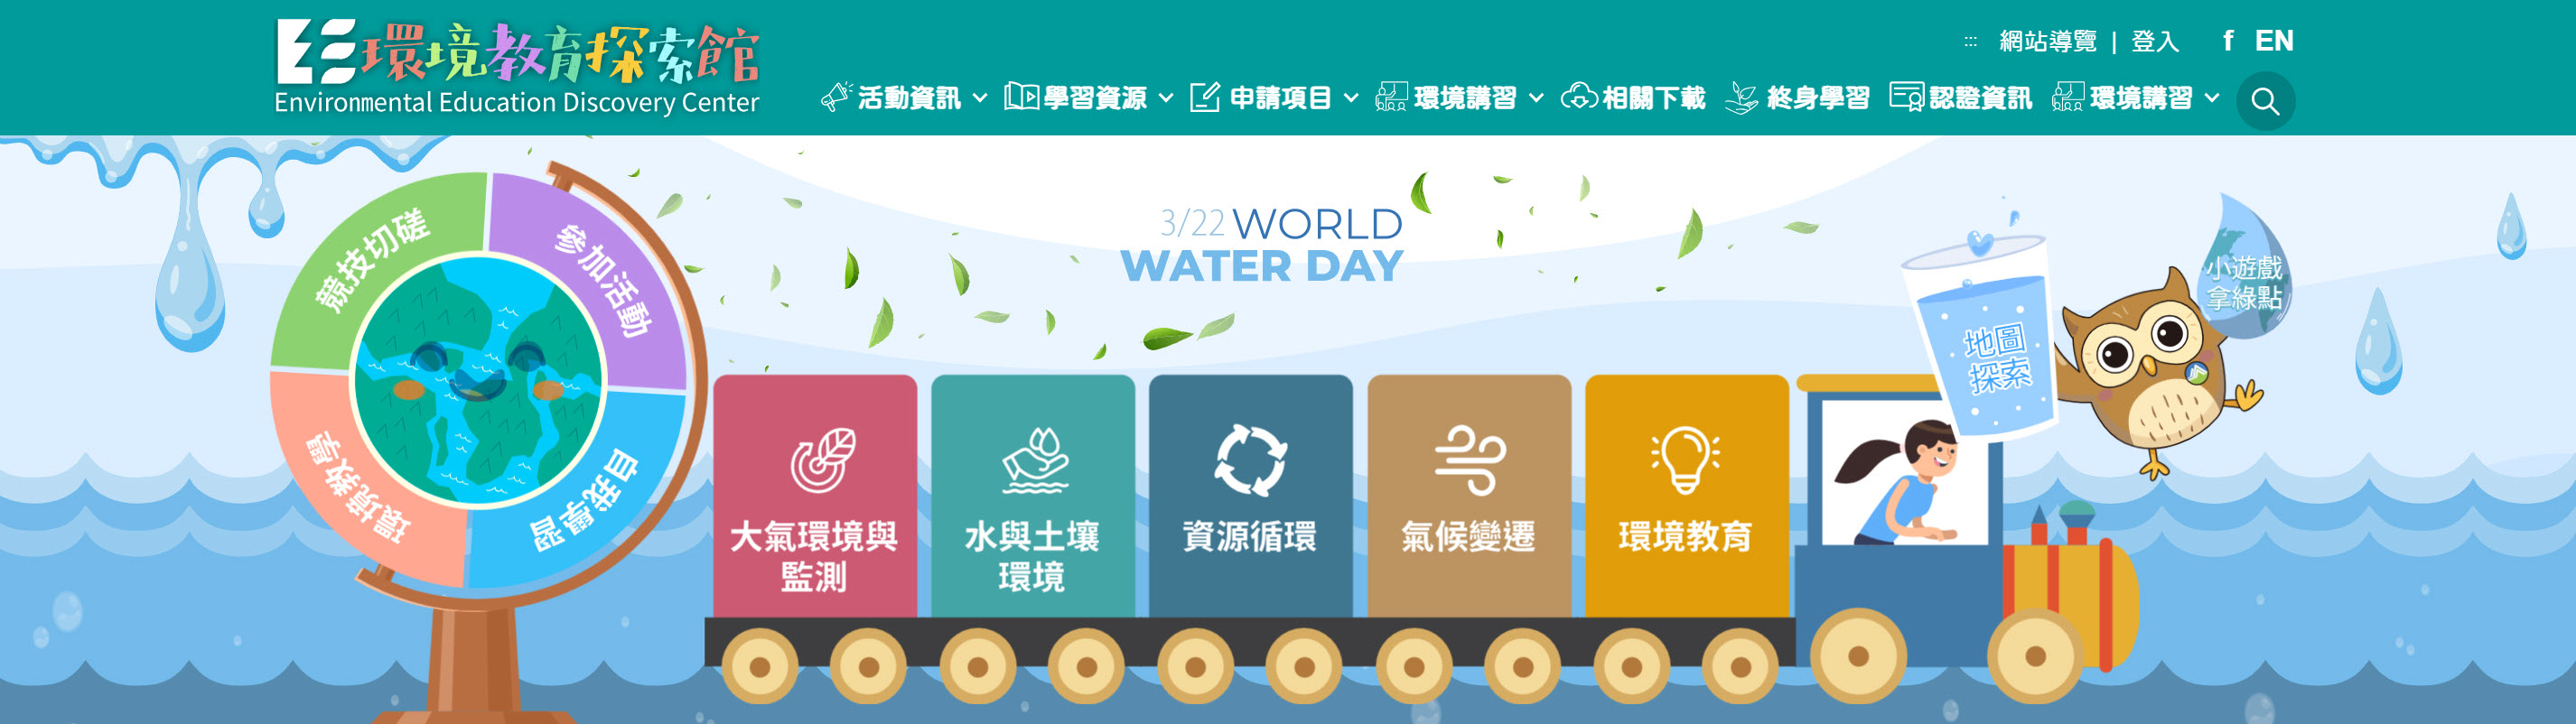 環境教育探索館
Environmental Education Discovery Center
::: 網站導覽 | 登入 f EN
活動資訊 學習資源 申請項目 環境講習 相關下載 終身學習 認證資訊 環境講習
競技切磋
參加活動
環境教學
自我學習
3/22 WORLD
WATER DAY
大氣環境與
監測
水與土壤
環境
資源循環
氣候變遷
環境教育
地圖
探索
小遊戲
拿綠點